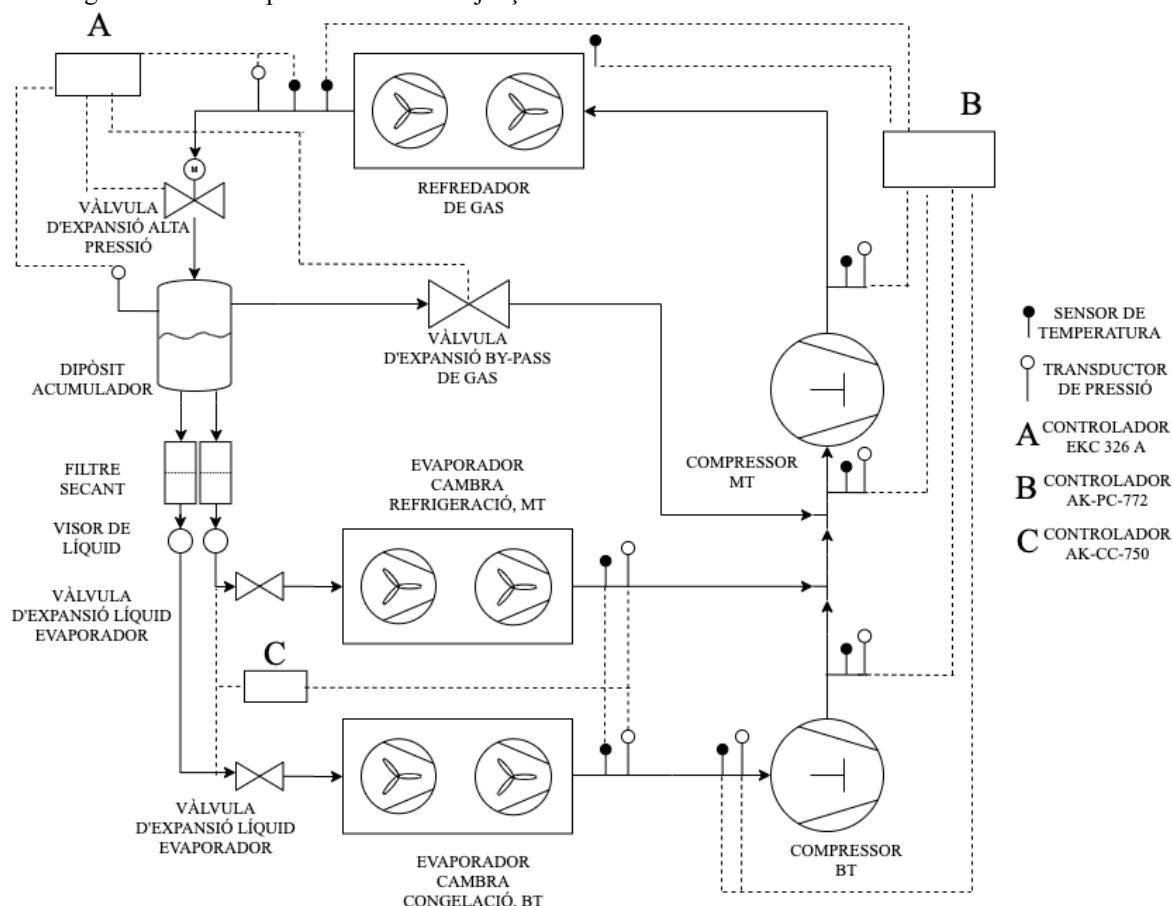 A
B
M
REFREDADOR
DE GAS
VÀLVULA
D'EXPANSIÓ ALTA
PRESSIÓ
VÀLVULA
D'EXPANSIÓ BY-PASS
DE GAS
DIPÒSIT
ACUMULADOR
SENSOR DE
TEMPERATURA
TRANSDUCTOR
DE PRESSIÓ
A CONTROLADOR
EKC 326 A
B CONTROLADOR
AK-PC-772
C CONTROLADOR
AK-CC-750
COMPRESSOR
MT
FILTRE
SECANT
EVAPORADOR
CAMBRA
REFRIGERACIÓ, MT
VISOR DE
LÍQUID
VÀLVULA
D'EXPANSIÓ LÍQUID
EVAPORADOR
C
VÀLVULA
D'EXPANSIÓ LÍQUID
EVAPORADOR
EVAPORADOR
CAMBRA
CONGELACIÓ, BT
COMPRESSOR
BT